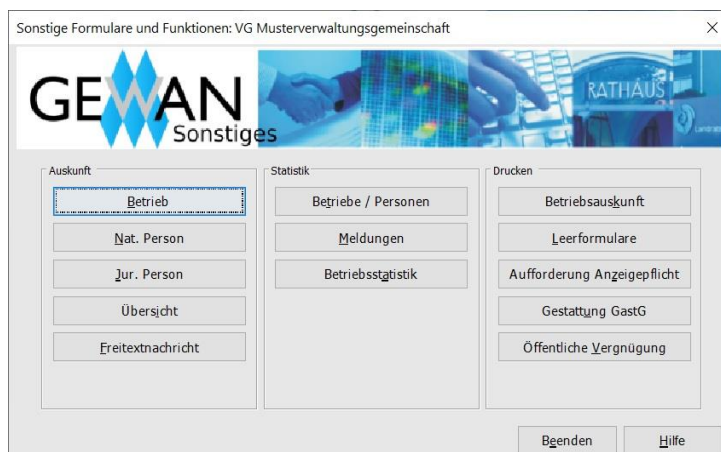 Sonstige Formulare und Funktionen: VG Musterverwaltungsgemeinschaft
GEWAN
Sonstiges
RATHAUS
Auskunft
Betrieb
Nat. Person
Jur. Person
Übersicht
Freitextnachricht
Statistik
Betriebe / Personen
Meldungen
Betriebsstatistik
Drucken
Betriebsauskunft
Leerformulare
Aufforderung Anzeigepflicht
Gestattung GastG
Öffentliche Vergnügung
Beenden
Hilfe